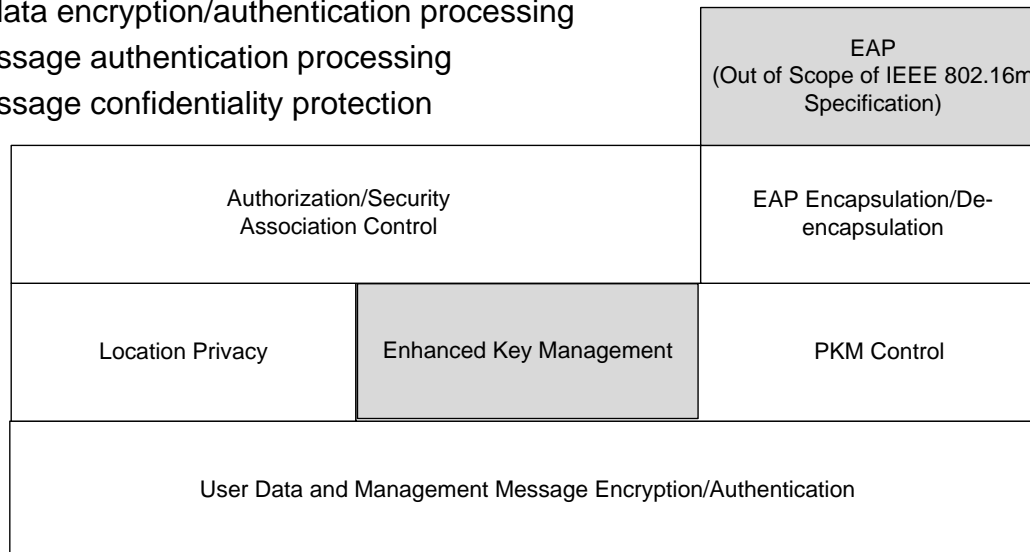 data encryption/authentication processing
ssage authentication processing
ssage confidentiality protection
EAP
(Out of Scope of IEEE 802.16m
Specification)
Authorization/Security
Association Control
EAP Encapsulation/De-
encapsulation
Location Privacy
Enhanced Key Management
PKM Control
User Data and Management Message Encryption/Authentication